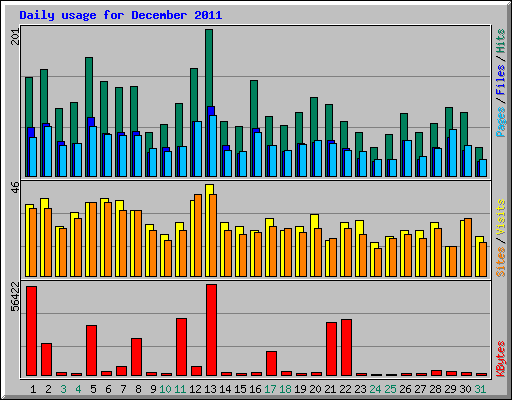 Daily usage for December 2011
201
46
56422
Pages / Files / Hits
Sites / Visits
KBytes
1 2 3 4 5 6 7 8 9 10 11 12 13 14 15 16 17 18 19 20 21 22 23 24 25 26 27 28 29 30 31